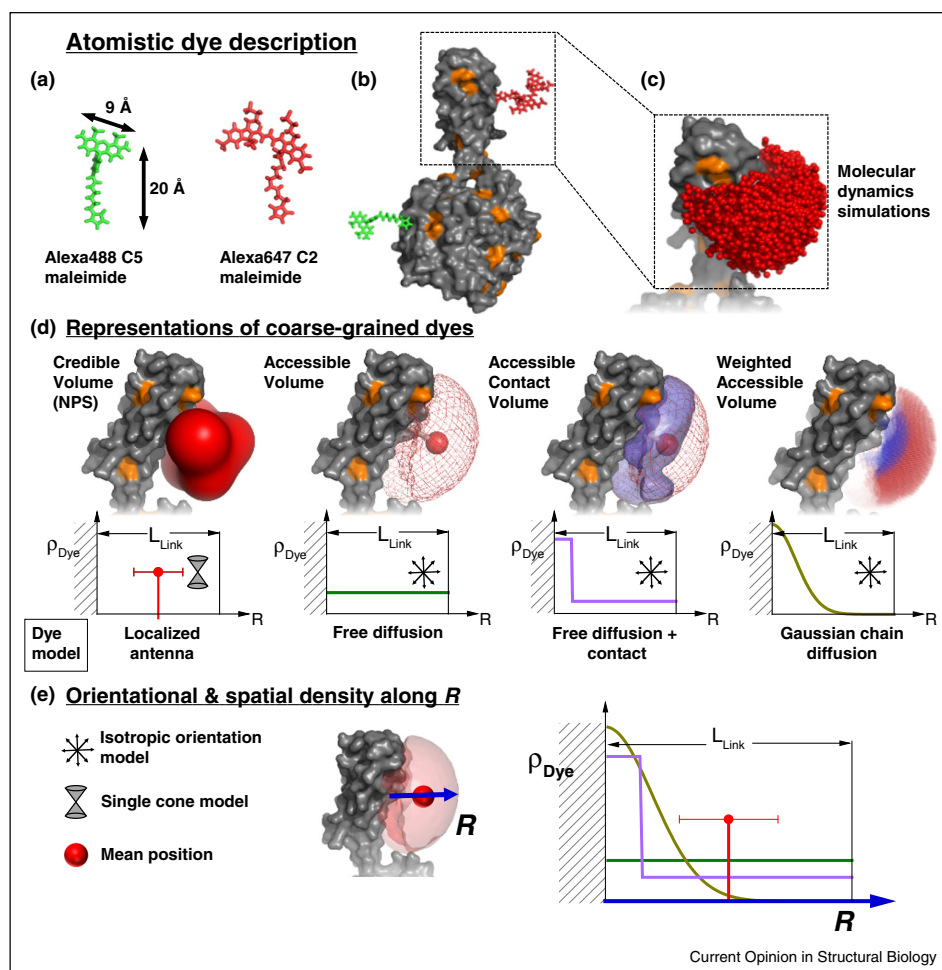 Atomistic dye description
(a)
(b)
(c)
9 Å
20 Å
Alexa488 C5
maleimide
Alexa647 C2
maleimide
Molecular
dynamics
simulations
(d) Representations of coarse-grained dyes
Credible
Volume
(NPS)
Accessible
Volume
Accessible
Contact
Volume
Weighted
Accessible
Volume
ρDye
LLink
R
ρDye
LLink
R
ρDye
LLink
R
ρDye
LLink
R
Dye
model
Localized
antenna
Free diffusion
Free diffusion +
contact
Gaussian chain
diffusion
(e) Orientational & spatial density along R
Isotropic orientation
model
Single cone model
Mean position
R
ρDye
LLink
R
Current Opinion in Structural Biology